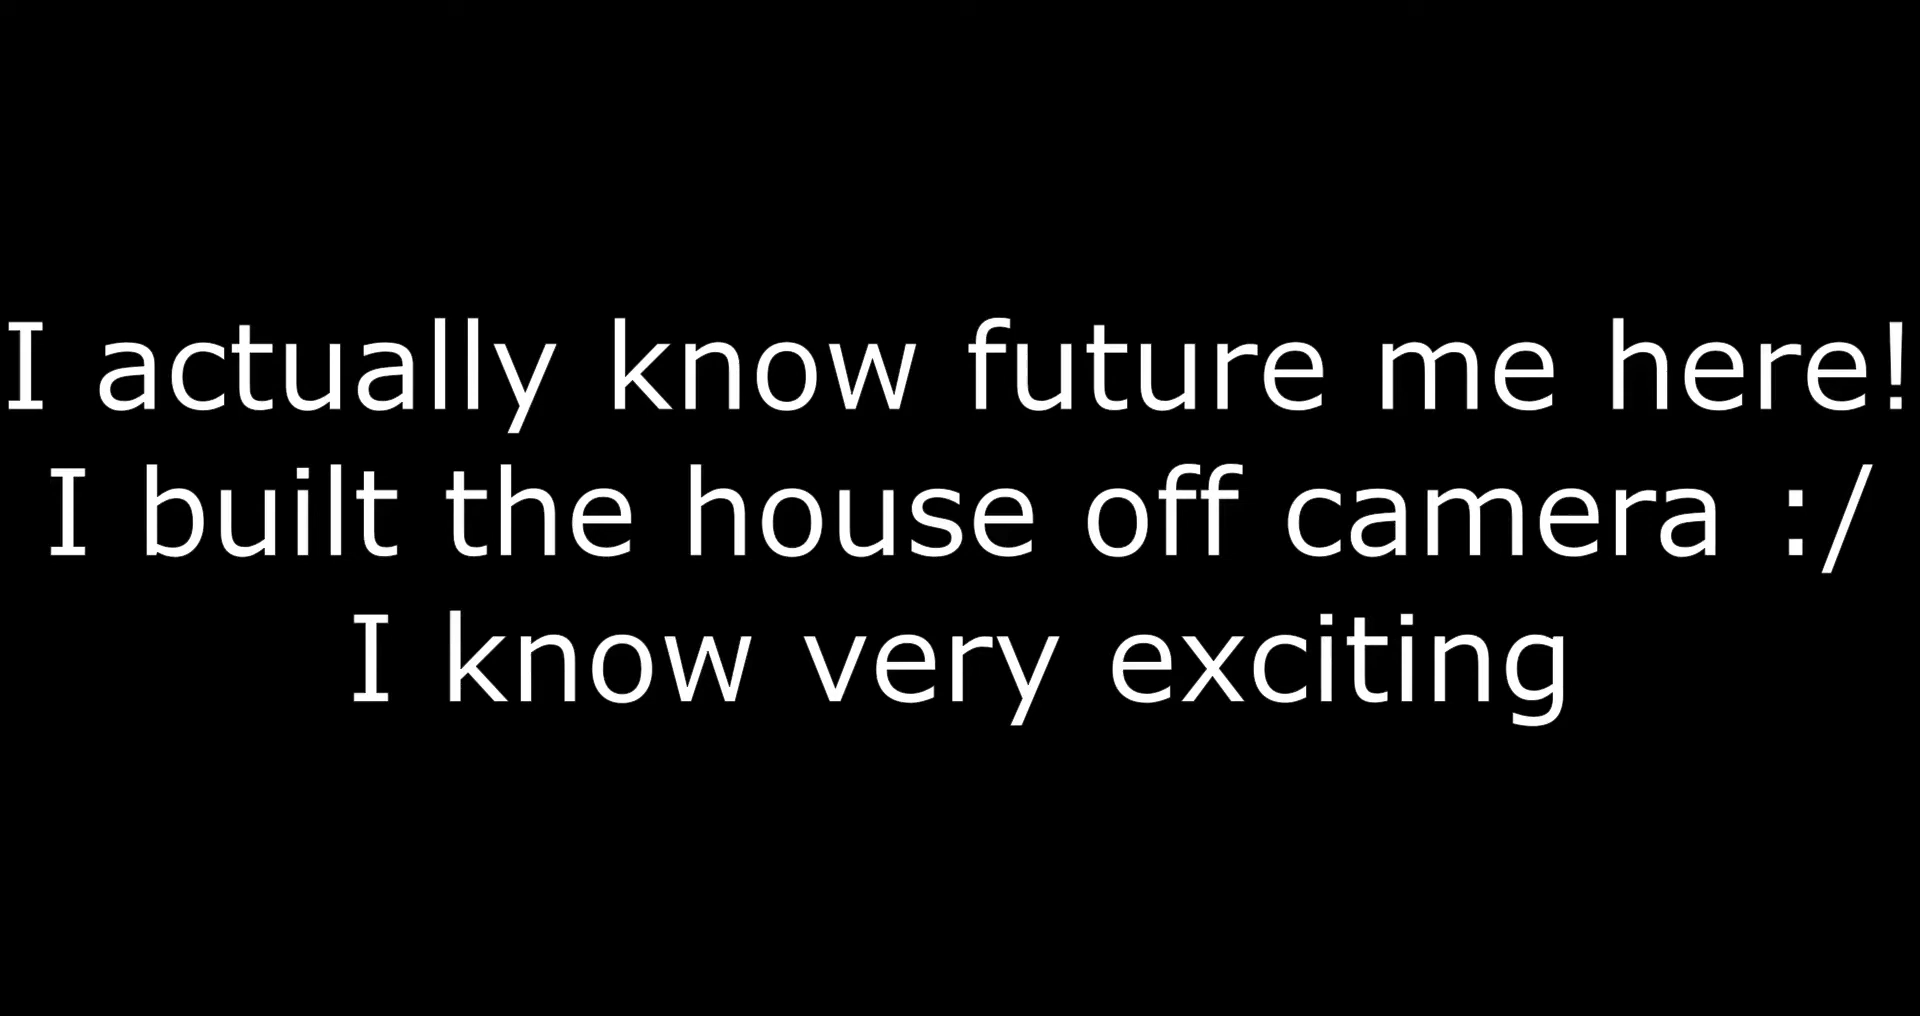 I actually know future me here!
I built the house off camera :/
I know very exciting